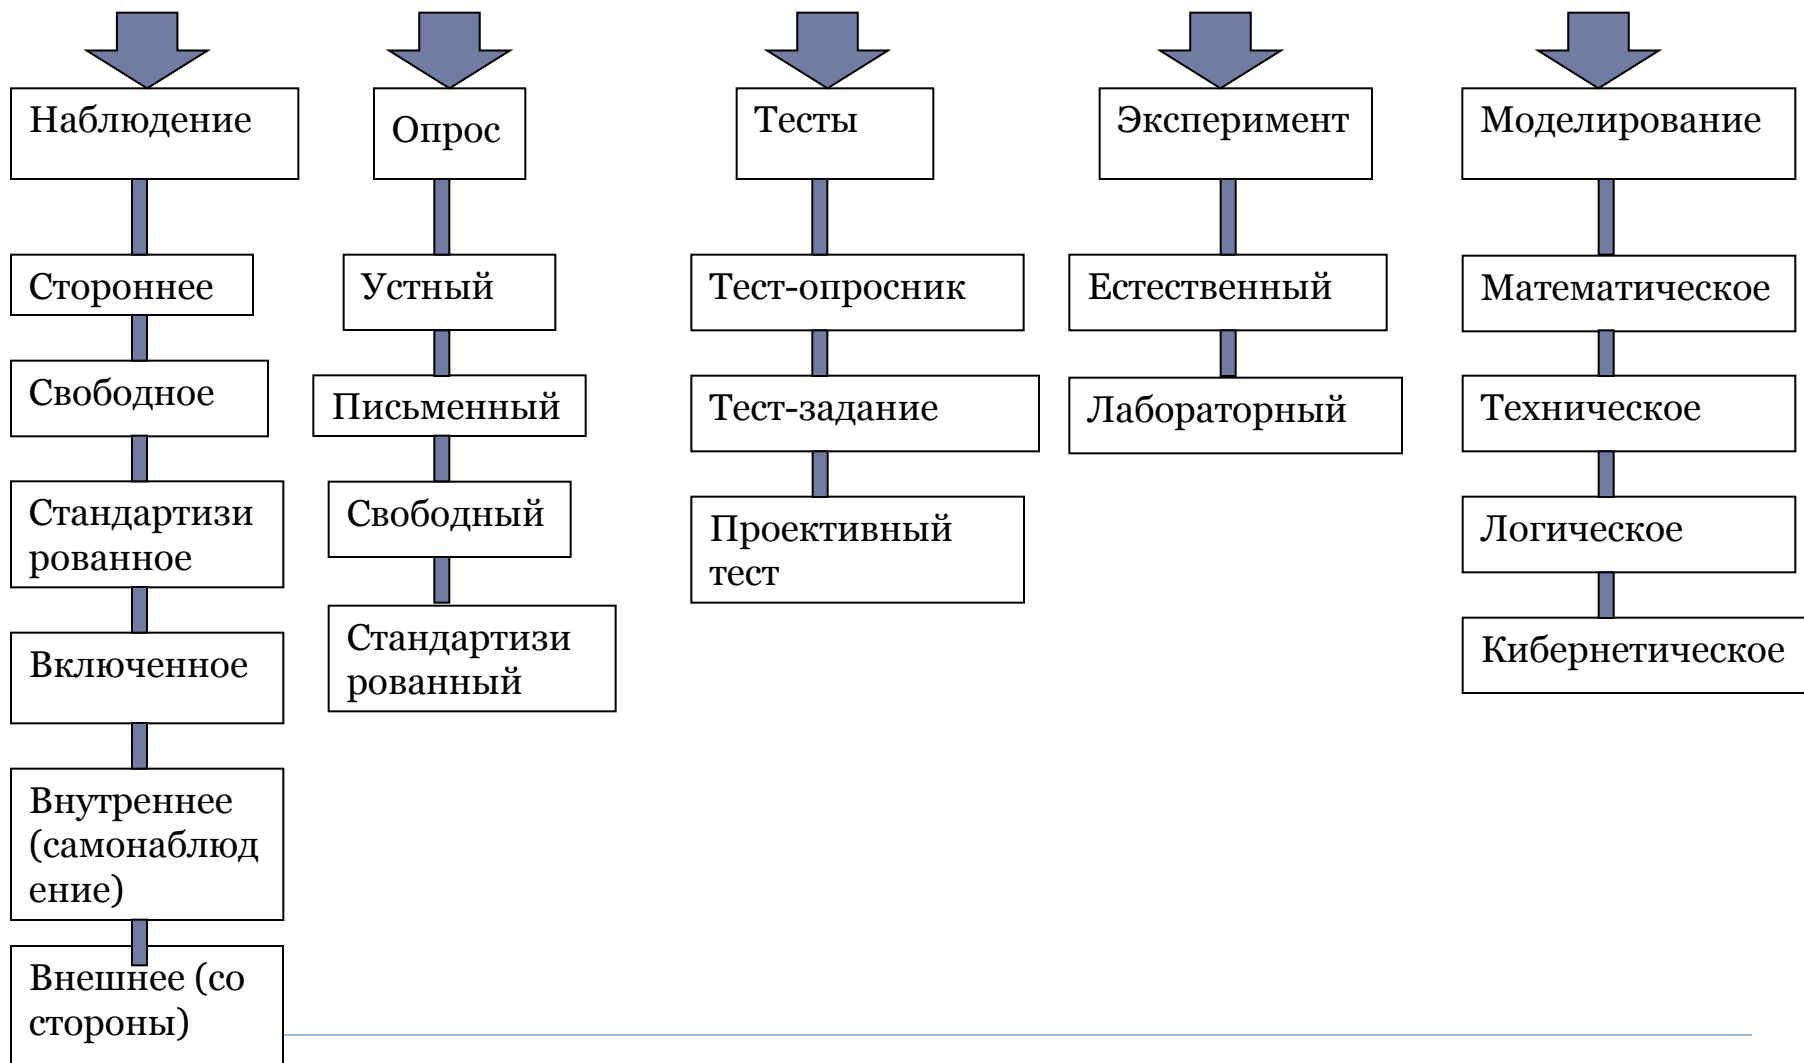 Наблюдение
Стороннее
Свободное
Стандартизи
рованное
Включенное
Внутреннее
(самонаблюд
ение)
Внешнее (со
стороны)
Опрос
Устный
Письменный
Свободный
Стандартизи
рованный
Тесты
Тест-опросник
Тест-задание
Проективный
тест
Эксперимент
Естественный
Лабораторный
Моделирование
Математическое
Техническое
Логическое
Кибернетическое